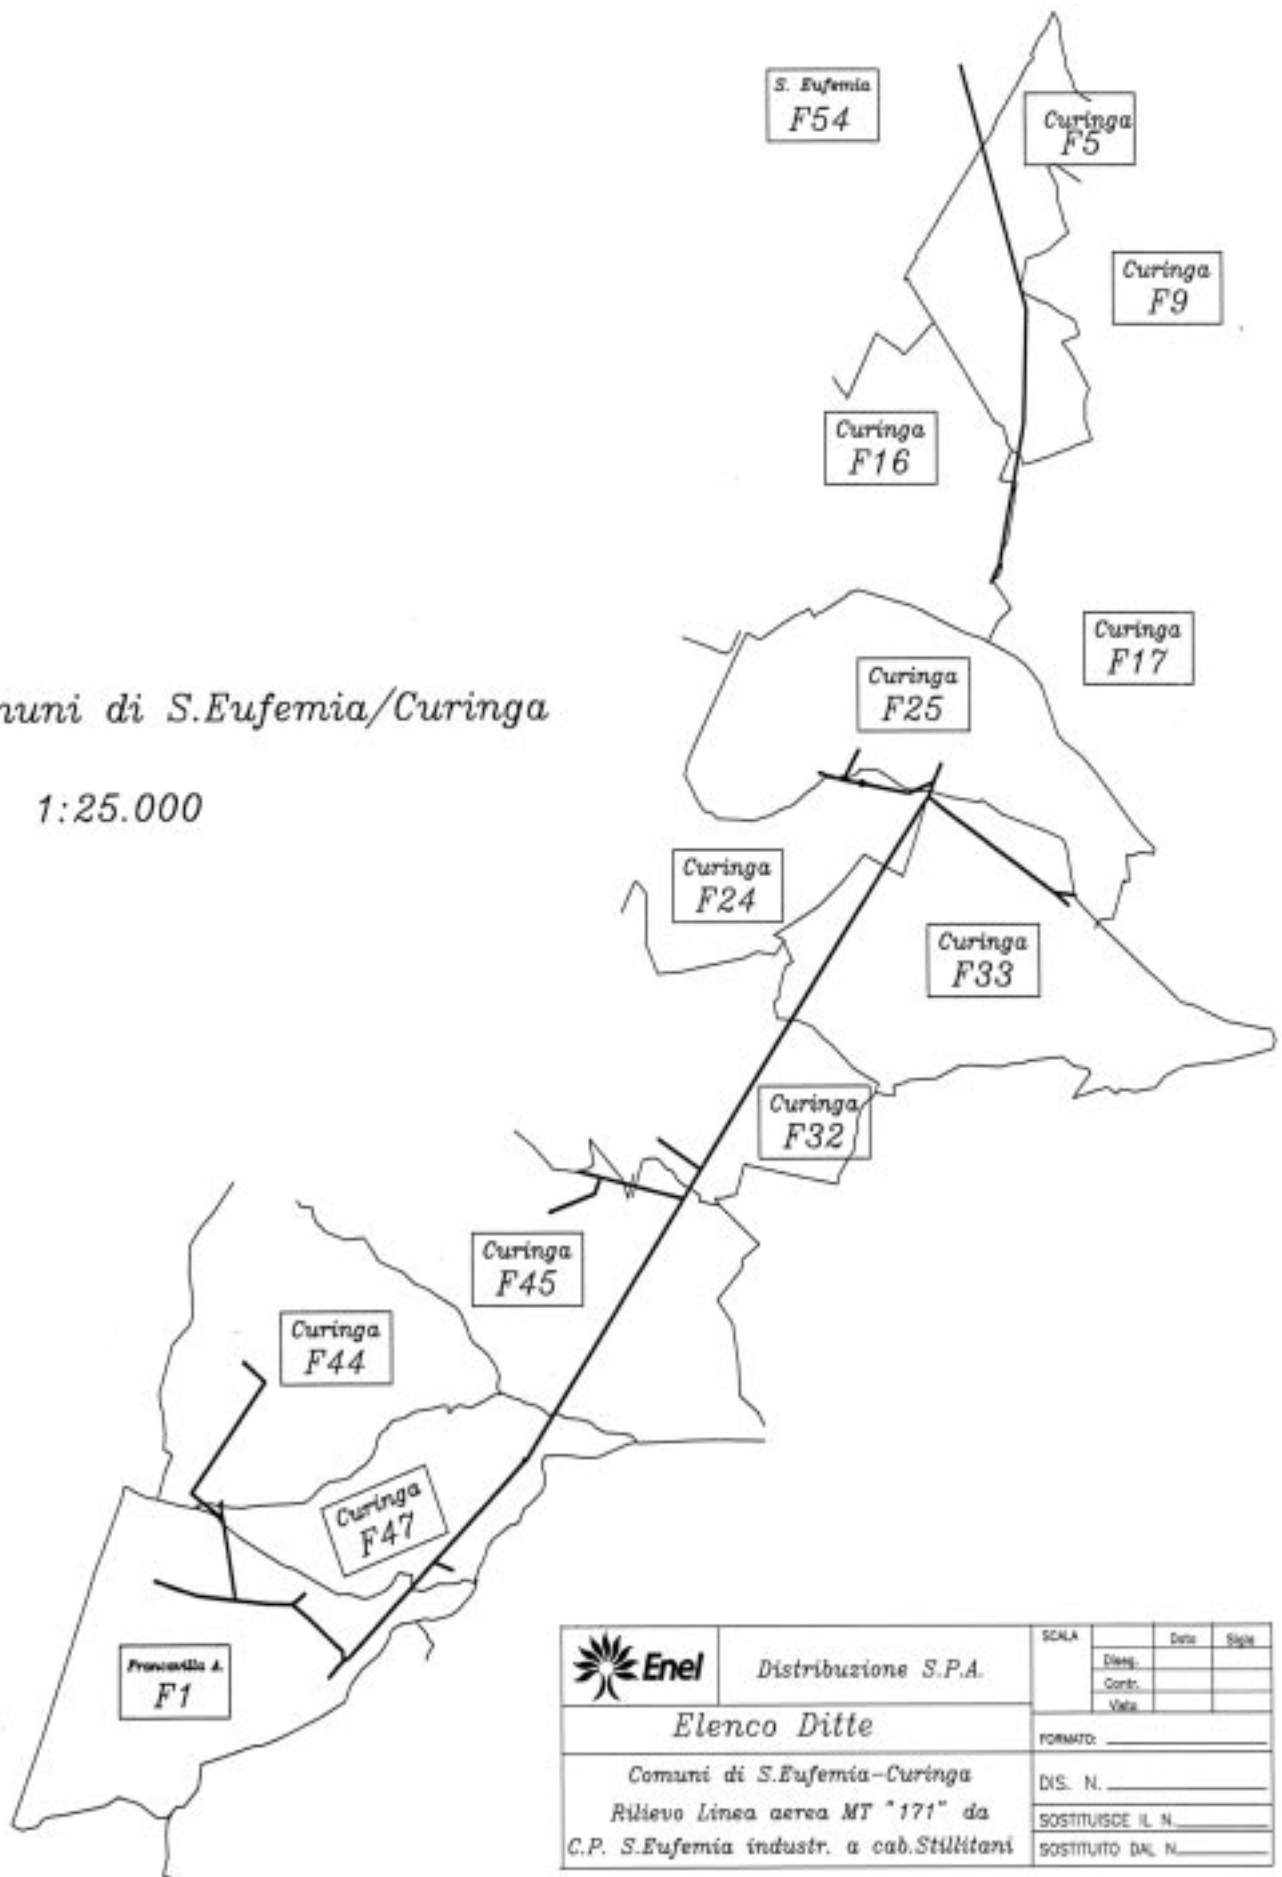 S. Eufemia
F54
Curinga
F5
Curinga
F9
Curinga
F16
Curinga
F17
Curinga
F25
muni di S.Eufemia/Curinga
1:25.000
Curinga
F24
Curinga
F33
Curinga
F32
Curinga
F45
Curinga
F44
Curinga
F47
Francavilla A.
F1
Enel
Distribuzione S.P.A.
Elenco Ditte
Comuni di S.Eufemia-Curinga
Rilievo Linea aerea MT "171" da
C.P. S.Eufemia industr. a cab.Stillitani
SCALA
Data Sigla
Diseg.
Contr.
Visto
FORMATO:
DIS. N.
SOSTITUISCE IL N.
SOSTITUITO DAL N.